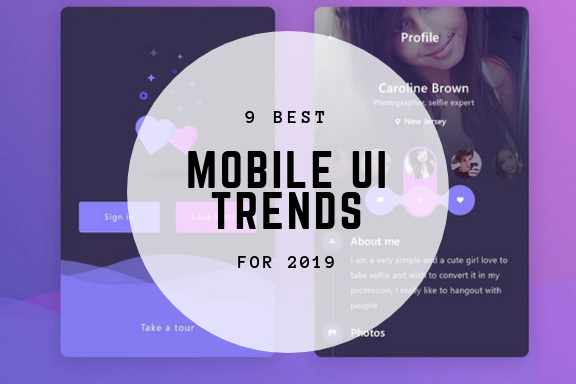 9 BEST
MOBILE UI
TRENDS
FOR 2019
Sign in
Love Match
Take a tour
Profile
Caroline Brown
Photographer, selfie expert
New Jersey
About me
I am a very simple and a cute girl love to
take selfie and wish to convert it in my
profession, I really like to hangout with
people
Photos